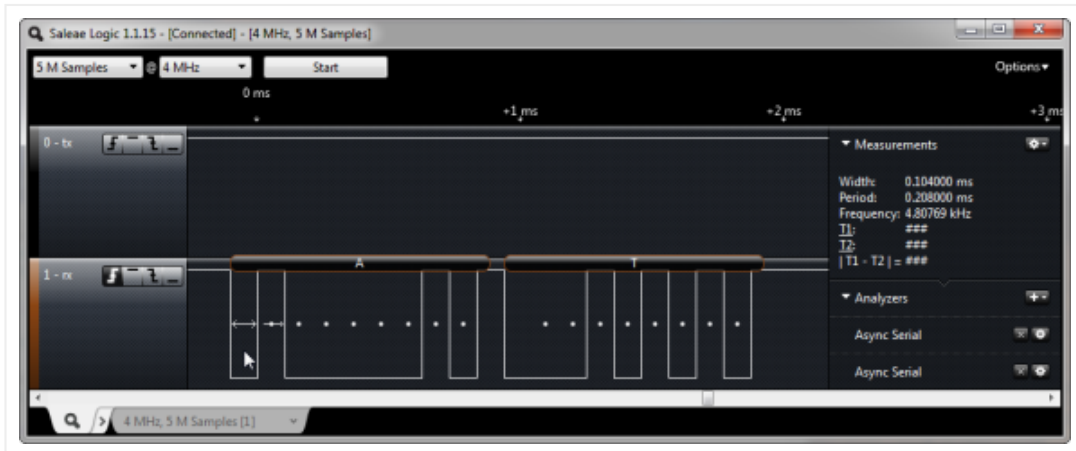 Saleae Logic 1.1.15 - [Connected] - [4 MHz, 5 M Samples]
5 M Samples @ 4 MHz Start Options
0 ms
+1 ms +2 ms +3 ms
0 - tx
Measurements
Width: 0.104000 ms
Period: 0.208000 ms
Frequency: 4.80769 kHz
T1: ###
T2: ###
| T1 - T2 | = ###
1 - rx
A T
Analyzers
Async Serial
Async Serial
4 MHz, 5 M Samples [1]